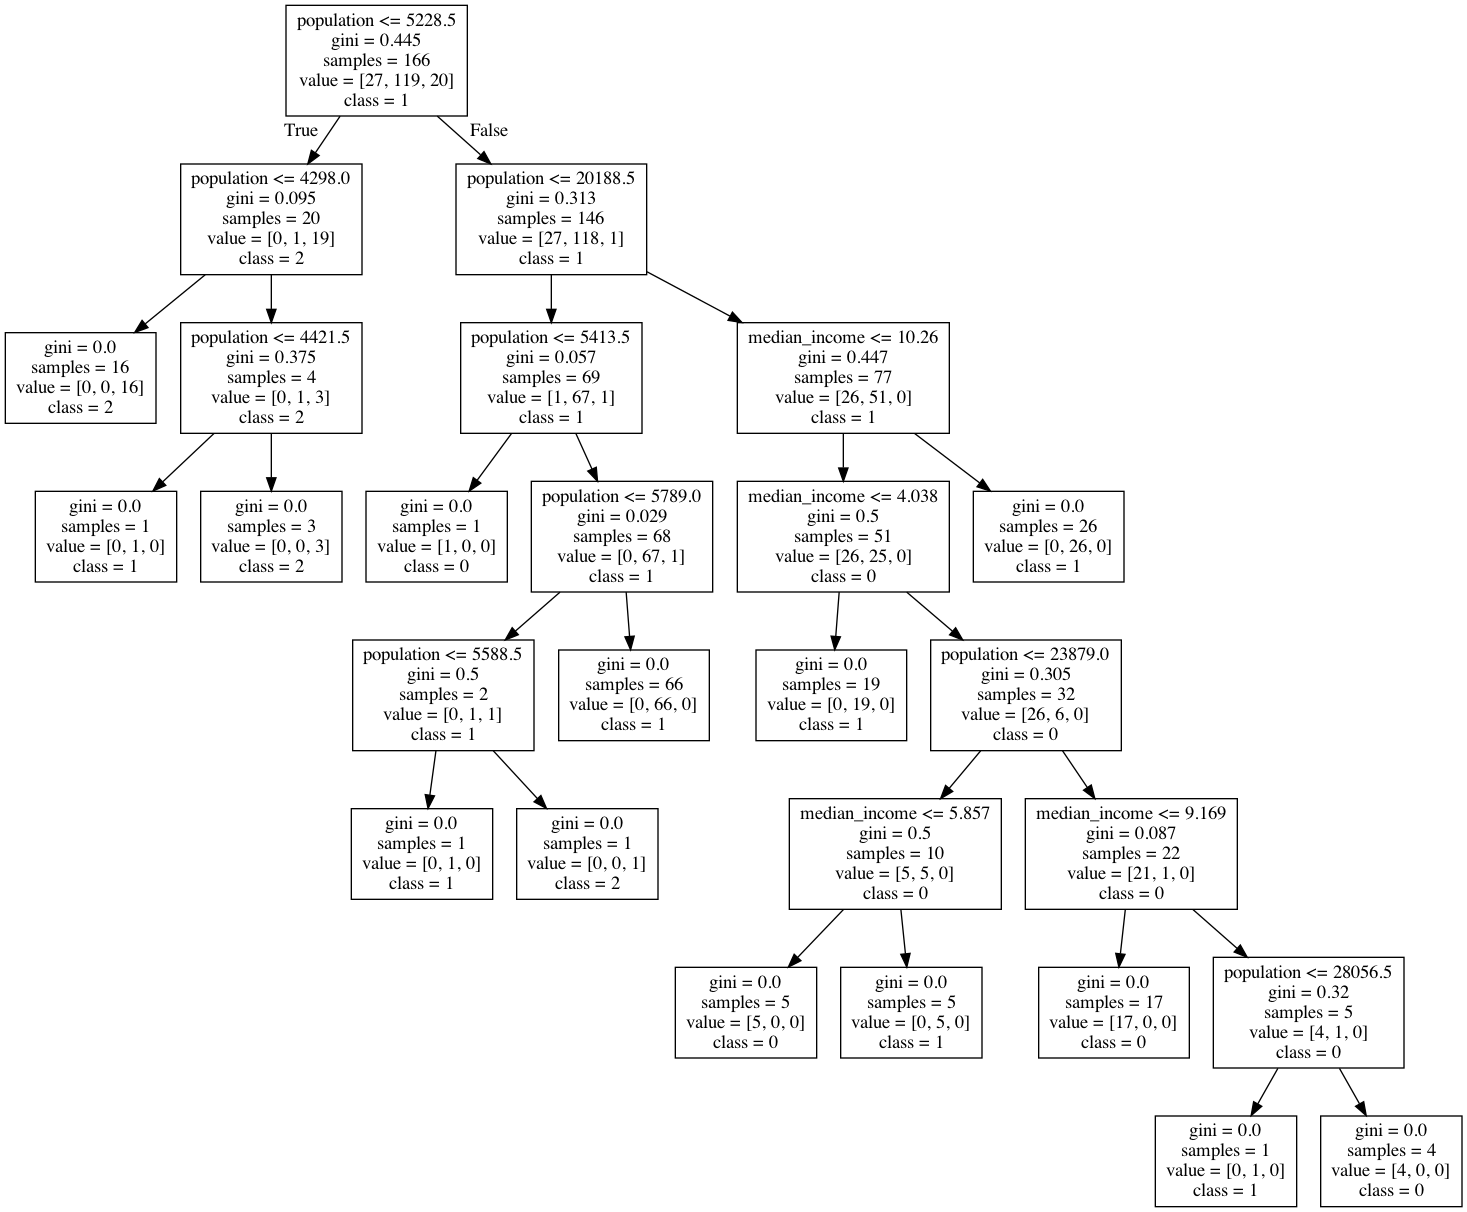 population <= 5228.5
gini = 0.445
samples = 166
value = [27, 119, 20]
class = 1
True
False
population <= 4298.0
gini = 0.095
samples = 20
value = [0, 1, 19]
class = 2
population <= 20188.5
gini = 0.313
samples = 146
value = [27, 118, 1]
class = 1
gini = 0.0
samples = 16
value = [0, 0, 16]
class = 2
population <= 4421.5
gini = 0.375
samples = 4
value = [0, 1, 3]
class = 2
population <= 5413.5
gini = 0.057
samples = 69
value = [1, 67, 1]
class = 1
median_income <= 10.26
gini = 0.447
samples = 77
value = [26, 51, 0]
class = 1
gini = 0.0
samples = 1
value = [0, 1, 0]
class = 1
gini = 0.0
samples = 3
value = [0, 0, 3]
class = 2
gini = 0.0
samples = 1
value = [1, 0, 0]
class = 0
population <= 5789.0
gini = 0.029
samples = 68
value = [0, 67, 1]
class = 1
median_income <= 4.038
gini = 0.5
samples = 51
value = [26, 25, 0]
class = 0
gini = 0.0
samples = 26
value = [0, 26, 0]
class = 1
population <= 5588.5
gini = 0.5
samples = 2
value = [0, 1, 1]
class = 1
gini = 0.0
samples = 66
value = [0, 66, 0]
class = 1
gini = 0.0
samples = 19
value = [0, 19, 0]
class = 1
population <= 23879.0
gini = 0.305
samples = 32
value = [26, 6, 0]
class = 0
gini = 0.0
samples = 1
value = [0, 1, 0]
class = 1
gini = 0.0
samples = 1
value = [0, 0, 1]
class = 2
median_income <= 5.857
gini = 0.5
samples = 10
value = [5, 5, 0]
class = 0
median_income <= 9.169
gini = 0.087
samples = 22
value = [21, 1, 0]
class = 0
gini = 0.0
samples = 5
value = [5, 0, 0]
class = 0
gini = 0.0
samples = 5
value = [0, 5, 0]
class = 1
gini = 0.0
samples = 17
value = [17, 0, 0]
class = 0
population <= 28056.5
gini = 0.32
samples = 5
value = [4, 1, 0]
class = 0
gini = 0.0
samples = 1
value = [0, 1, 0]
class = 1
gini = 0.0
samples = 4
value = [4, 0, 0]
class = 0